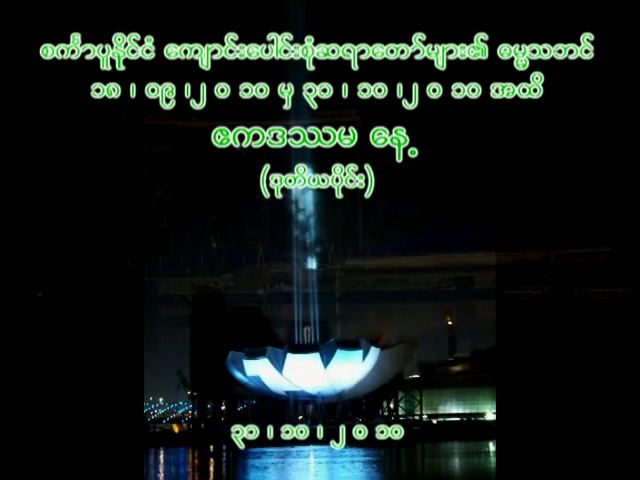 စင်္ကာပူနိုင်ငံ ကျောင်းပေါင်းစုံဆရာတော်များ၏ ဓမ္မသဘင်
၁၈ ၊ ၀၉ ၊၂ ၀ ၁၀ မှ ၃၁ ၊ ၁၀ ၊၂ ၀ ၁၀ အထိ
ဧကဒဿမ နေ့
(ဒုတိယပိုင်း)
၃၁ ၊ ၁၀ ၊ ၂ ၀ ၁၀